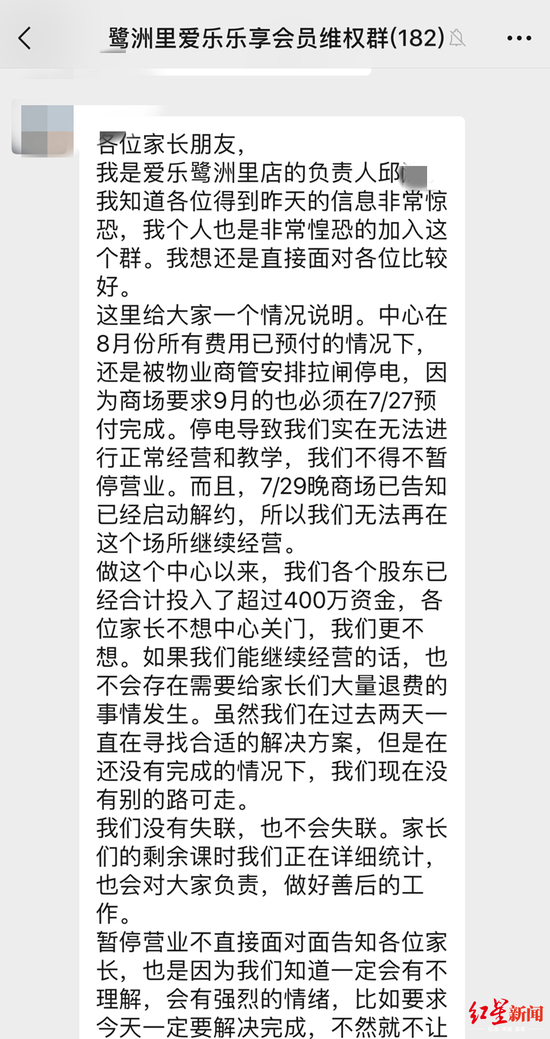 鹭洲里爱乐乐享会员维权群(182)
各位家长朋友，
我是爱乐鹭洲里店的负责人邱
我知道各位得到昨天的信息非常惊
恐，我个人也是非常惶恐的加入这
个群。我想还是直接面对各位比较
好。
这里给大家一个情况说明。中心在
8月份所有费用已预付的情况下，
还是被物业商管安排拉闸停电，因
为商场要求9月的也必须在7/27预
付完成。停电导致我们实在无法进
行正常经营和教学，我们不得不暂
停营业。而且，7/29晚商场已告知
已经启动解约，所以我们无法再在
这个场所继续经营。
做这个中心以来，我们各个股东已
经合计投入了超过400万资金，各
位家长不想中心关门，我们更不
想。如果我们能继续经营的话，也
不会存在需要给家长们大量退费的
事情发生。虽然我们在过去两天一
直在寻找合适的解决方案，但是在
还没有完成的情况下，我们现在没
有别的路可走。
我们没有失联，也不会失联。家长
们的剩余课时我们正在详细统计，
也会对大家负责，做好善后的工
作。
暂停营业不直接面对面告知各位家
长，也是因为我们知道一定会有不
理解，会有强烈的情绪，比如要求
今天一定要解决完成，不然就不让
红星新闻